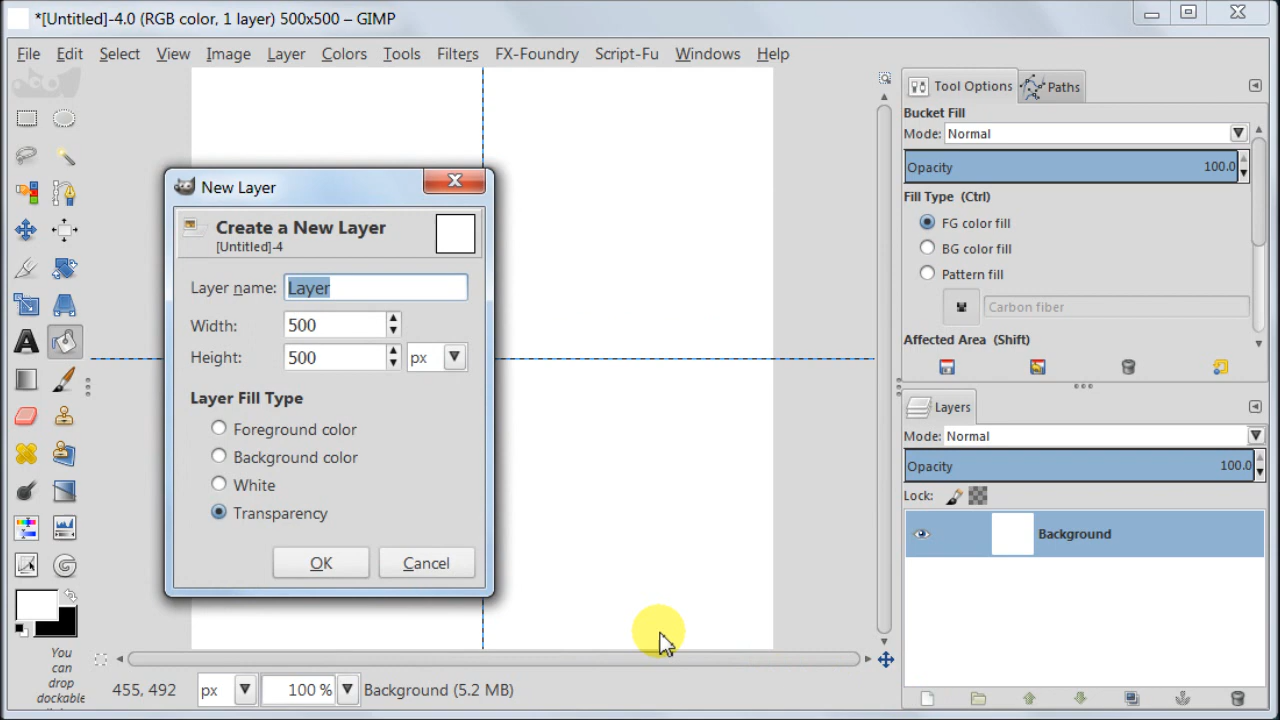 *[Untitled]-4.0 (RGB color, 1 layer) 500x500 – GIMP
File Edit Select View Image Layer Colors Tools Filters FX-Foundry Script-Fu Windows Help
New Layer
Create a New Layer
[Untitled]-4
Layer name: Layer
Width: 500
Height: 500 px
Layer Fill Type
Foreground color
Background color
White
Transparency
OK Cancel
Tool Options Paths
Bucket Fill
Mode: Normal
Opacity 100.0
Fill Type (Ctrl)
FG color fill
BG color fill
Pattern fill
Carbon fiber
Affected Area (Shift)
Layers
Mode: Normal
Opacity 100.0
Lock:
Background
You
can
drop
dockable
455, 492 px 100 % Background (5.2 MB)